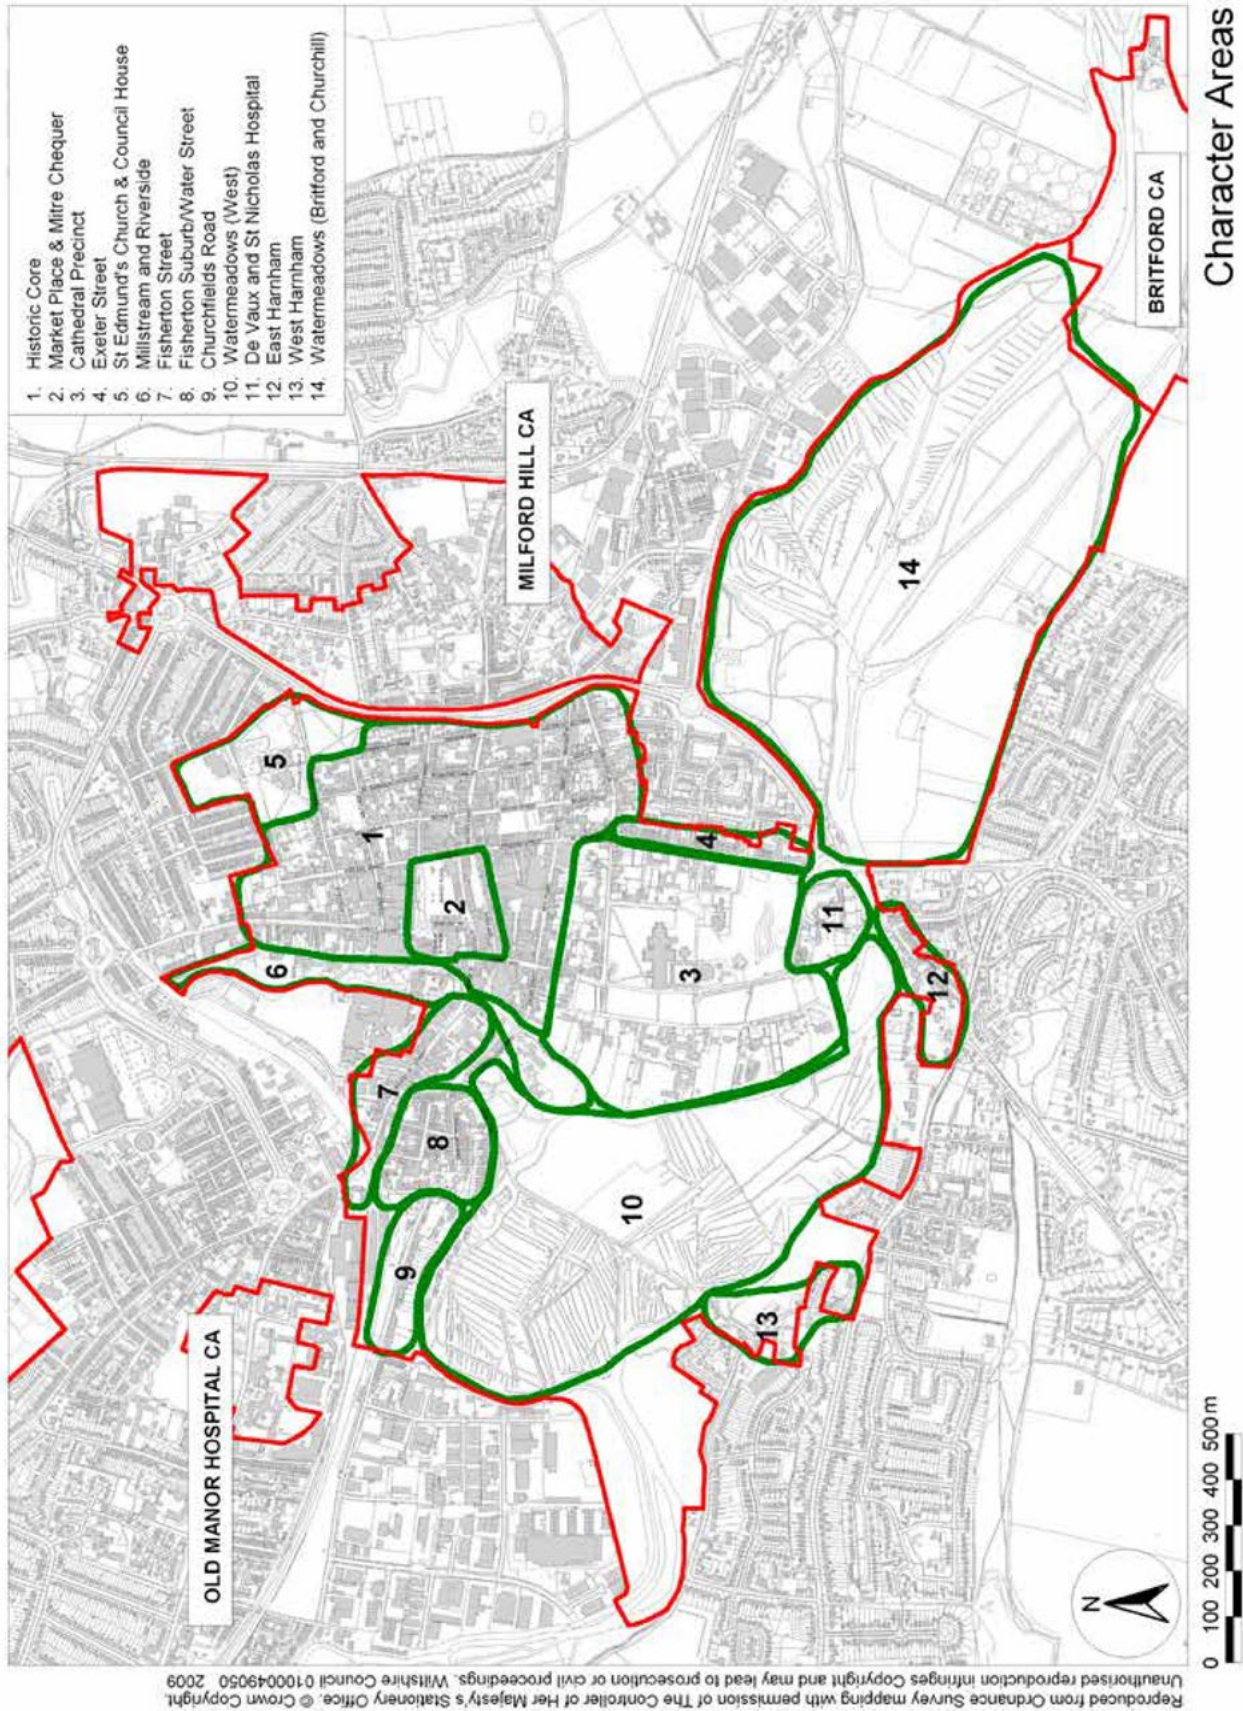 1. Historic Core
2. Market Place & Mitre Chequer
3. Cathedral Precinct
4. Exeter Street
5. St Edmund's Church & Council House
6. Millstream and Riverside
7. Fisherton Street
8. Fisherton Suburb/Water Street
9. Churchfields Road
10. Watermeadows (West)
11. De Vaux and St Nicholas Hospital
12. East Harnham
13. West Harnham
14. Watermeadows (Britford and Churchill)
OLD MANOR HOSPITAL CA
MILFORD HILL CA
BRITFORD CA
5
6
1
7
2
8
9
4
3
11
10
14
12
13
N
0 100 200 300 400 500 m
Character Areas
Reproduced from Ordnance Survey mapping with permission of The Controller of Her Majesty's Stationery Office. © Crown Copyright.
Unauthorised reproduction infringes Copyright and may lead to prosecution or civil proceedings. Wiltshire Council 0100049050 2009